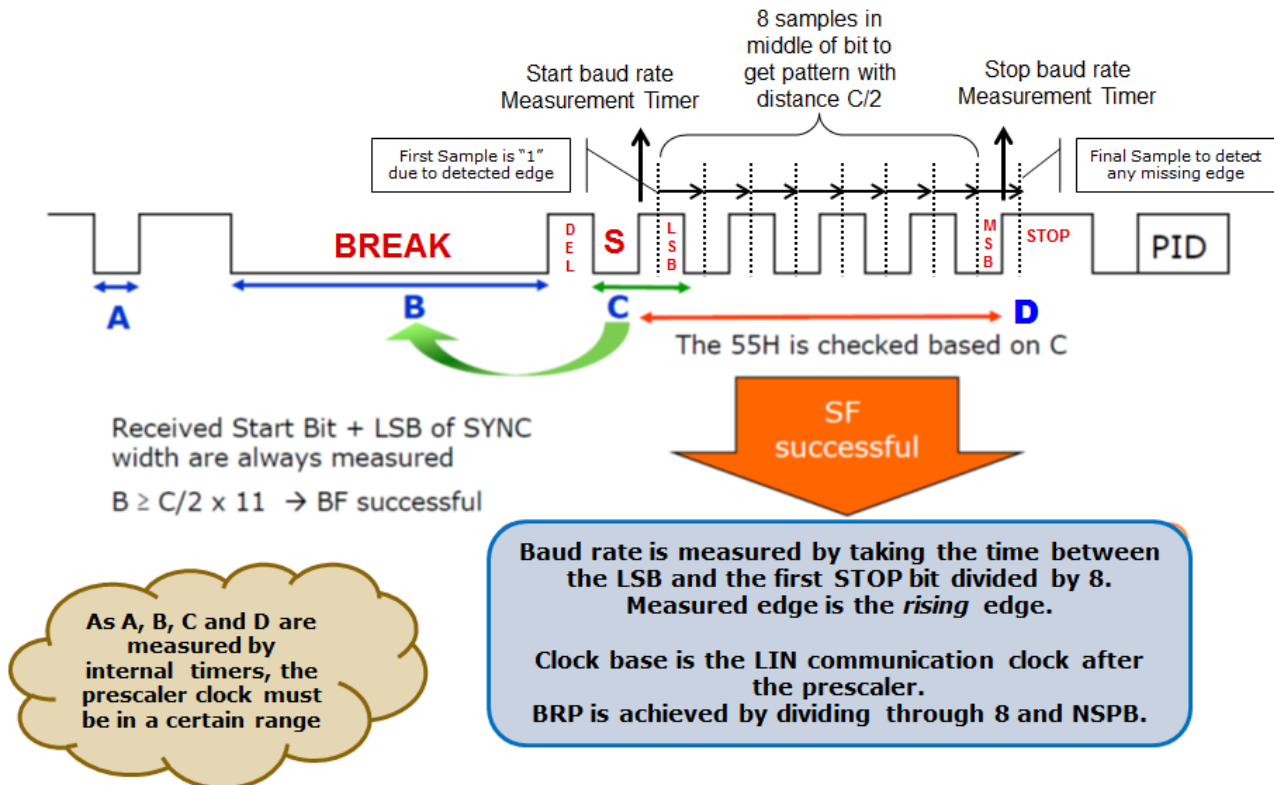 8 samples in
middle of bit to
get pattern with
distance C/2
Start baud rate
Measurement Timer
Stop baud rate
Measurement Timer
First Sample is "1"
due to detected edge
Final Sample to detect
any missing edge
BREAK
DEL
S
LSB
MSB
STOP
PID
A
B
C
D
The 55H is checked based on C
SF
successful
Received Start Bit + LSB of SYNC
width are always measured
B ≥ C/2 x 11 → BF successful
As A, B, C and D are
measured by
internal timers, the
prescaler clock must
be in a certain range
Baud rate is measured by taking the time between
the LSB and the first STOP bit divided by 8.
Measured edge is the rising edge.
Clock base is the LIN communication clock after
the prescaler.
BRP is achieved by dividing through 8 and NSPB.